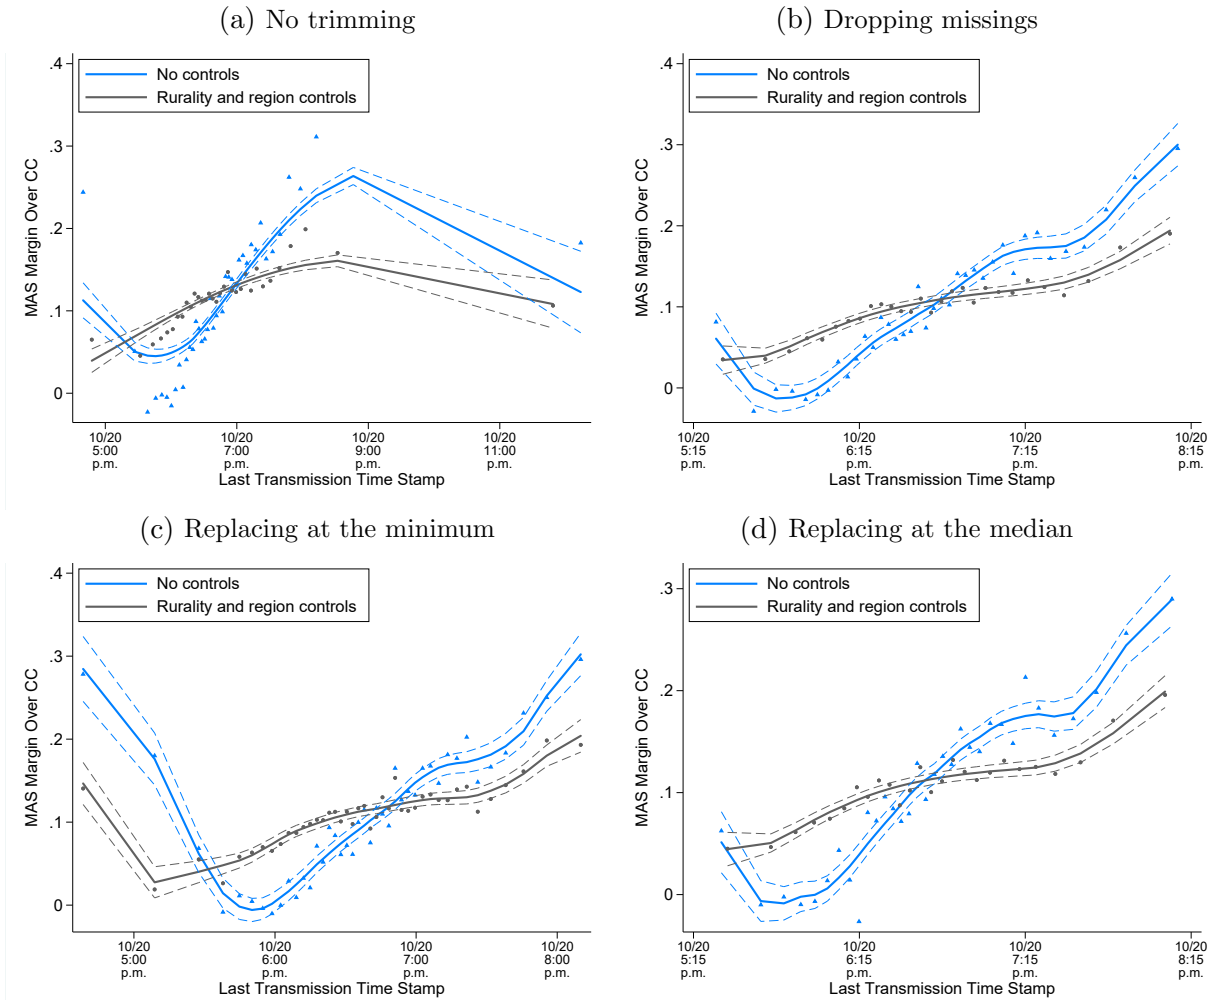 (a) No trimming
.4
.3
.2
.1
0
MAS Margin Over CC
No controls
Rurality and region controls
10/20 10/20 10/20 10/20
5:00 7:00 9:00 11:00
p.m. p.m. p.m. p.m.
Last Transmission Time Stamp
(b) Dropping missings
.4
.3
.2
.1
0
MAS Margin Over CC
No controls
Rurality and region controls
10/20 10/20 10/20 10/20
5:15 6:15 7:15 8:15
p.m. p.m. p.m. p.m.
Last Transmission Time Stamp
(c) Replacing at the minimum
.4
.3
.2
.1
0
MAS Margin Over CC
No controls
Rurality and region controls
10/20 10/20 10/20 10/20
5:00 6:00 7:00 8:00
p.m. p.m. p.m. p.m.
Last Transmission Time Stamp
(d) Replacing at the median
.3
.2
.1
0
MAS Margin Over CC
No controls
Rurality and region controls
10/20 10/20 10/20 10/20
5:15 6:15 7:15 8:15
p.m. p.m. p.m. p.m.
Last Transmission Time Stamp